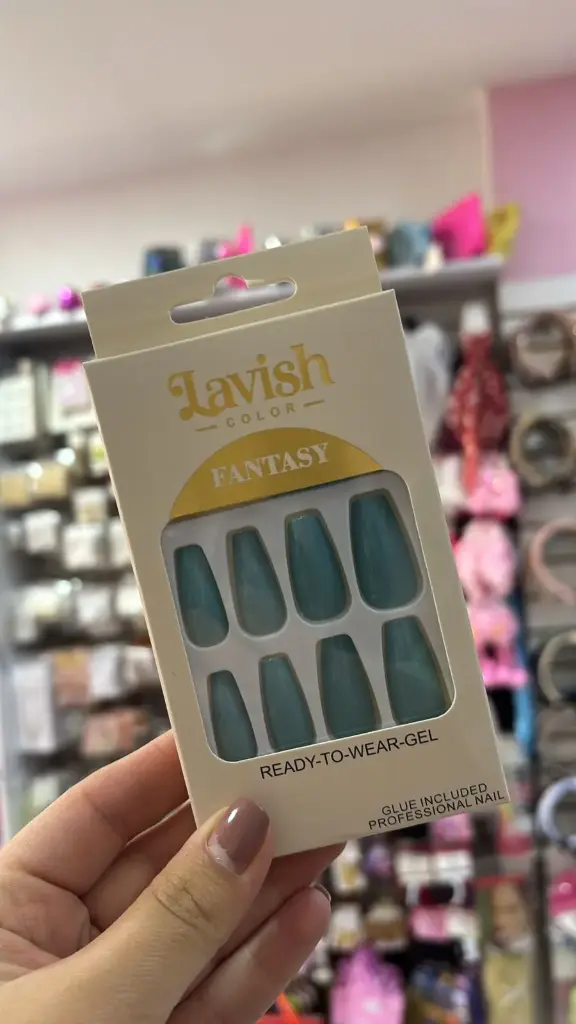 Lavish
COLOR
FANTASY
READY-TO-WEAR-GEL
GLUE INCLUDED
PROFESSIONAL NAIL